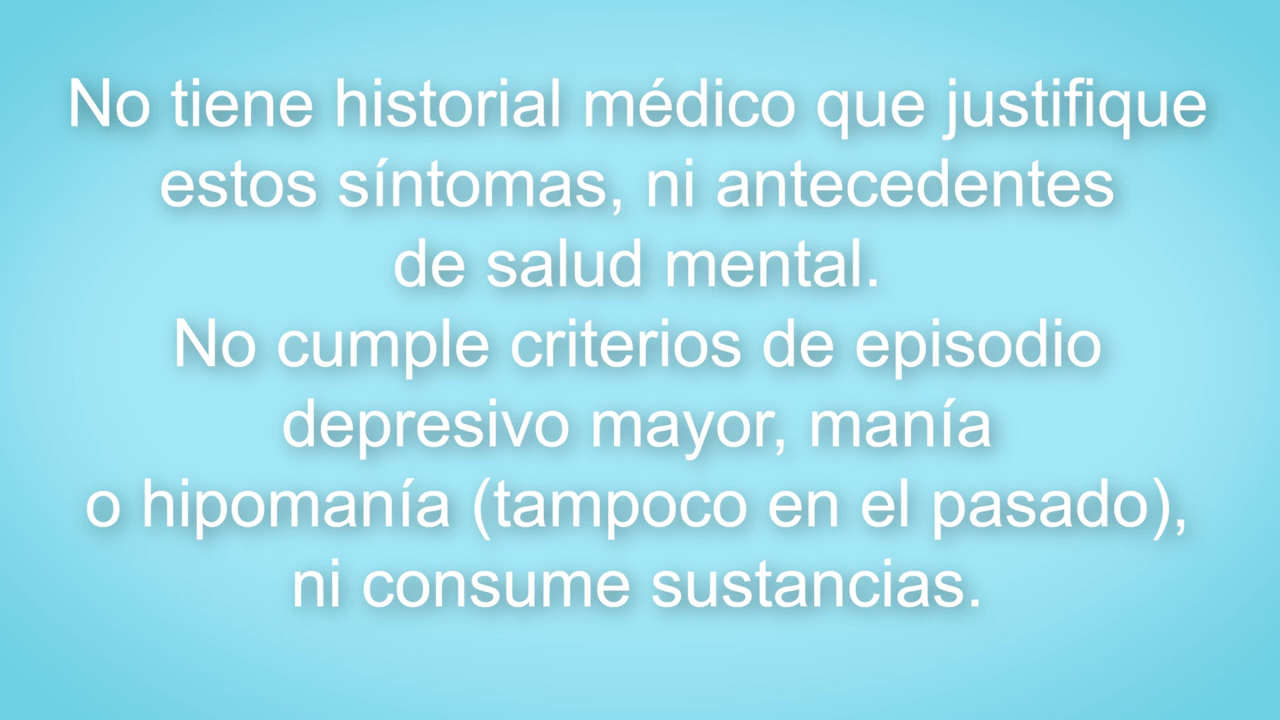 No tiene historial médico que justifique
estos síntomas, ni antecedentes
de salud mental.
No cumple criterios de episodio
depresivo mayor, manía
o hipomanía (tampoco en el pasado),
ni consume sustancias.